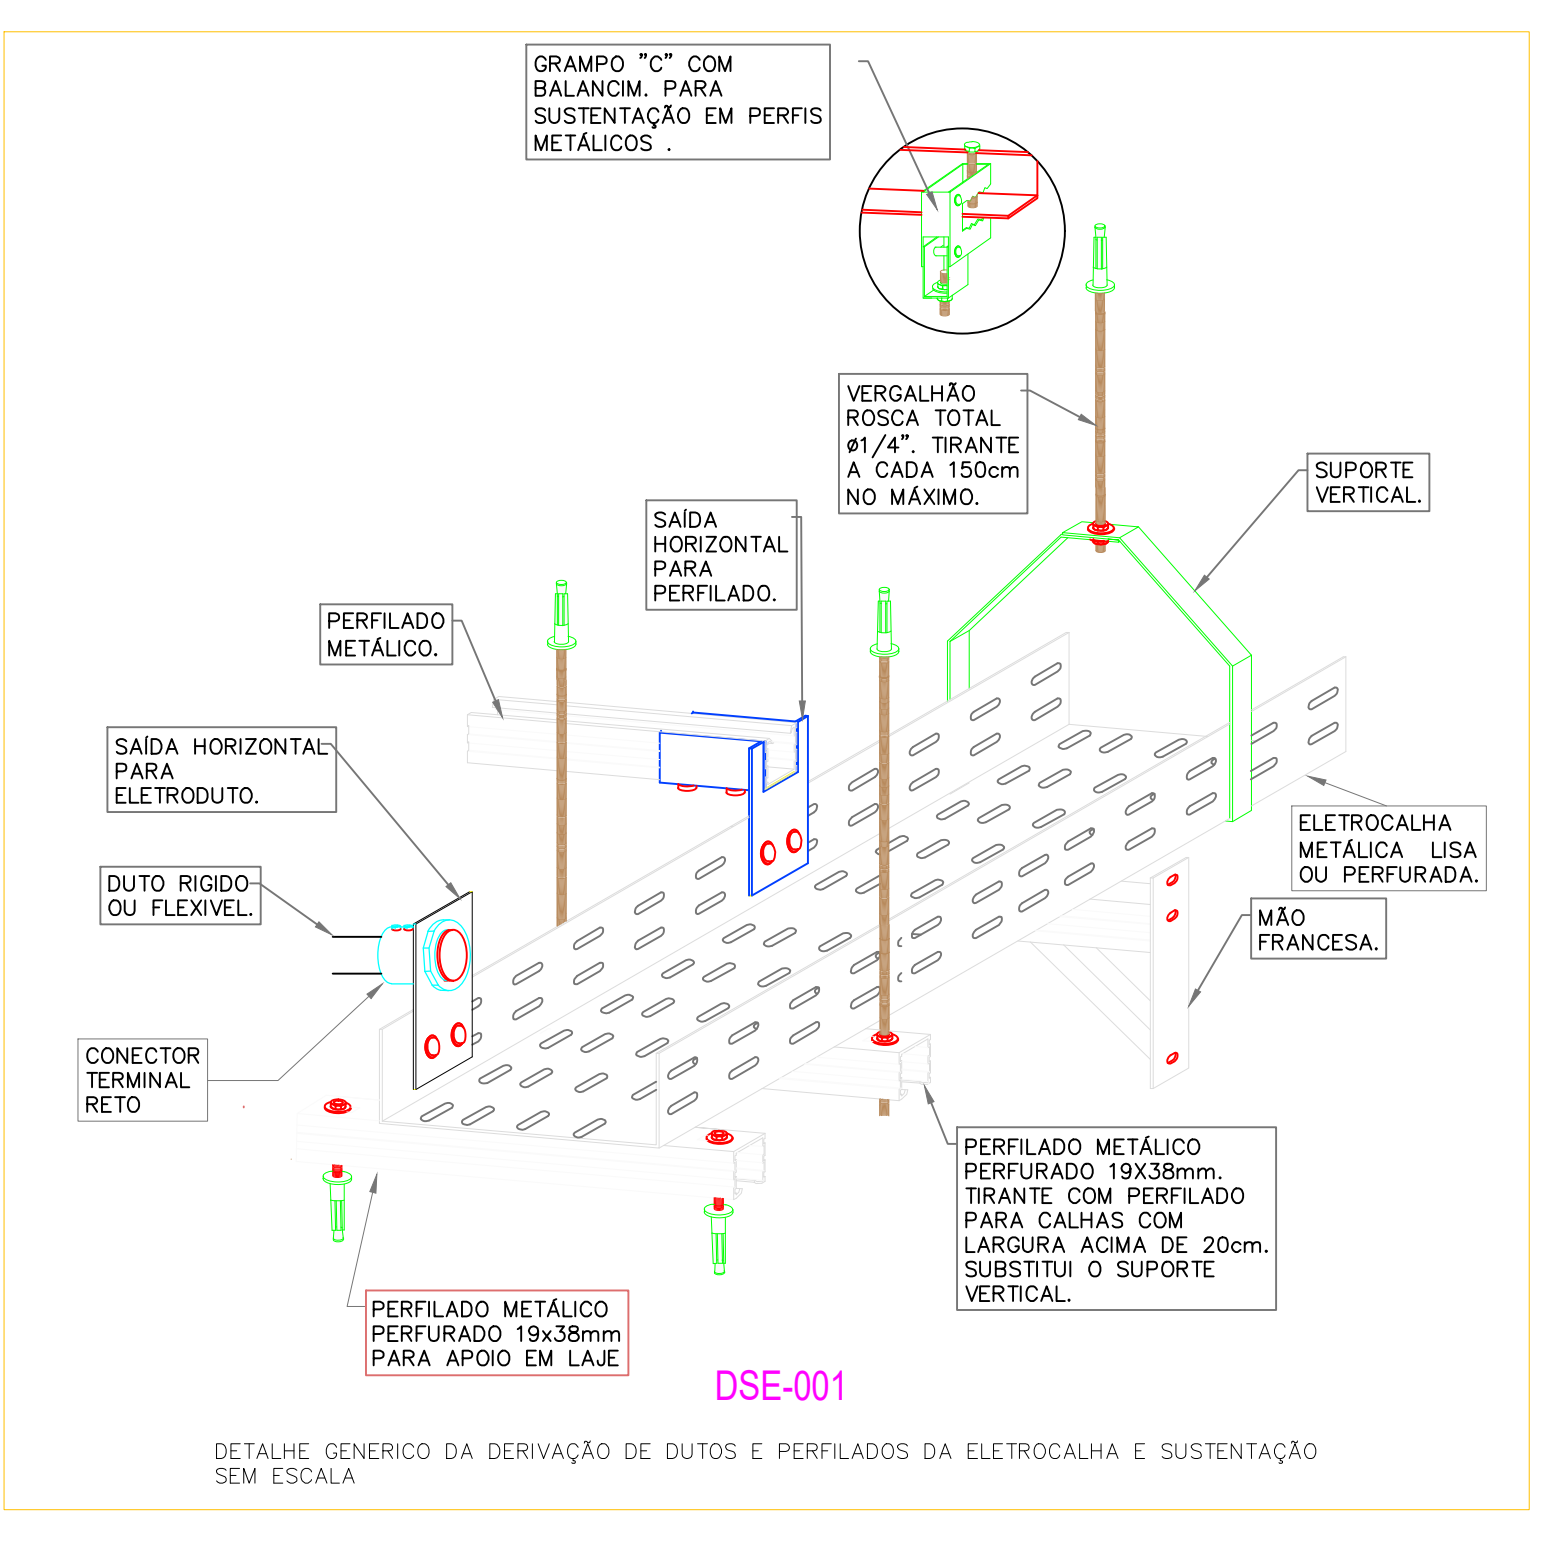 GRAMPO "C" COM
BALANCIM. PARA
SUSTENTAÇÃO EM PERFIS
METÁLICOS .
VERGALHÃO
ROSCA TOTAL
ø1/4". TIRANTE
A CADA 150cm
NO MÁXIMO.
SUPORTE
VERTICAL.
SAÍDA
HORIZONTAL
PARA
PERFILADO.
PERFILADO
METÁLICO.
SAÍDA HORIZONTAL
PARA
ELETRODUTO.
DUTO RIGIDO
OU FLEXIVEL.
ELETROCALHA
METÁLICA LISA
OU PERFURADA.
MÃO
FRANCESA.
CONECTOR
TERMINAL
RETO
PERFILADO METÁLICO
PERFURADO 19X38mm.
TIRANTE COM PERFILADO
PARA CALHAS COM
LARGURA ACIMA DE 20cm.
SUBSTITUI O SUPORTE
VERTICAL.
PERFILADO METÁLICO
PERFURADO 19x38mm
PARA APOIO EM LAJE
DSE-001
DETALHE GENERICO DA DERIVAÇÃO DE DUTOS E PERFILADOS DA ELETROCALHA E SUSTENTAÇÃO
SEM ESCALA